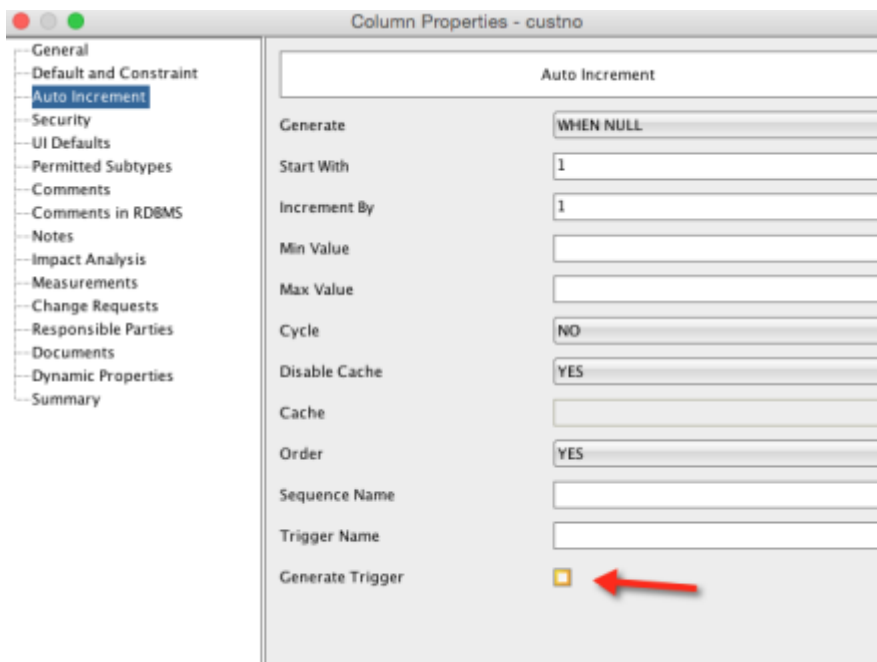 Column Properties - custno
General
Default and Constraint
Auto Increment
Security
UI Defaults
Permitted Subtypes
Comments
Comments in RDBMS
Notes
Impact Analysis
Measurements
Change Requests
Responsible Parties
Documents
Dynamic Properties
Summary
Auto Increment
Generate WHEN NULL
Start With 1
Increment By 1
Min Value
Max Value
Cycle NO
Disable Cache YES
Cache
Order YES
Sequence Name
Trigger Name
Generate Trigger